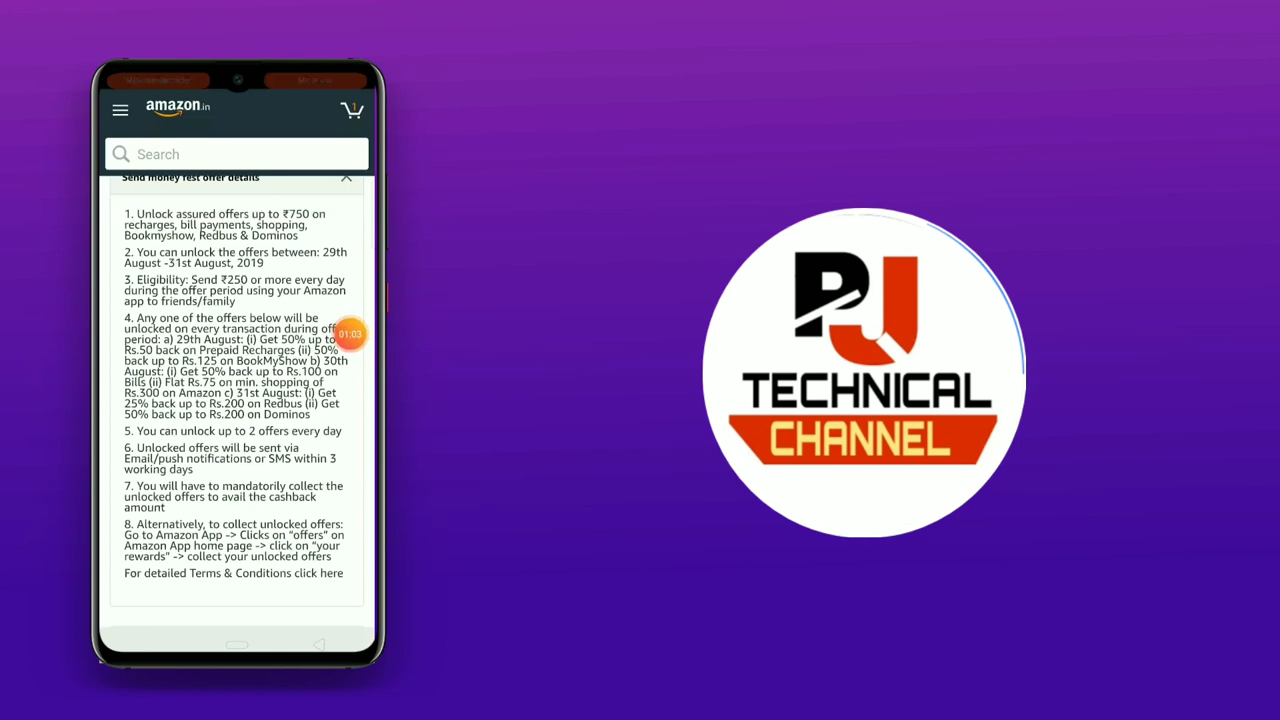 amazon.in
1
Search
Send money fest offer details
1. Unlock assured offers up to ₹750 on
recharges, bill payments, shopping,
Bookmyshow, Redbus & Dominos
2. You can unlock the offers between: 29th
August -31st August, 2019
3. Eligibility: Send ₹250 or more every day
during the offer period using your Amazon
app to friends/family
4. Any one of the offers below will be
unlocked on every transaction during off
period: a) 29th August: (i) Get 50% up to
Rs.50 back on Prepaid Recharges (ii) 50%
back up to Rs.125 on BookMyShow b) 30th
August: (i) Get 50% back up to Rs.100 on
Bills (ii) Flat Rs.75 on min. shopping of
Rs.300 on Amazon c) 31st August: (i) Get
25% back up to Rs.200 on Redbus (ii) Get
50% back up to Rs.200 on Dominos
01:03
5. You can unlock up to 2 offers every day
6. Unlocked offers will be sent via
Email/push notifications or SMS within 3
working days
7. You will have to mandatorily collect the
unlocked offers to avail the cashback
amount
8. Alternatively, to collect unlocked offers:
Go to Amazon App -> Clicks on “offers” on
Amazon App home page -> click on “your
rewards” -> collect your unlocked offers
For detailed Terms & Conditions click here
PJ
TECHNICAL
CHANNEL